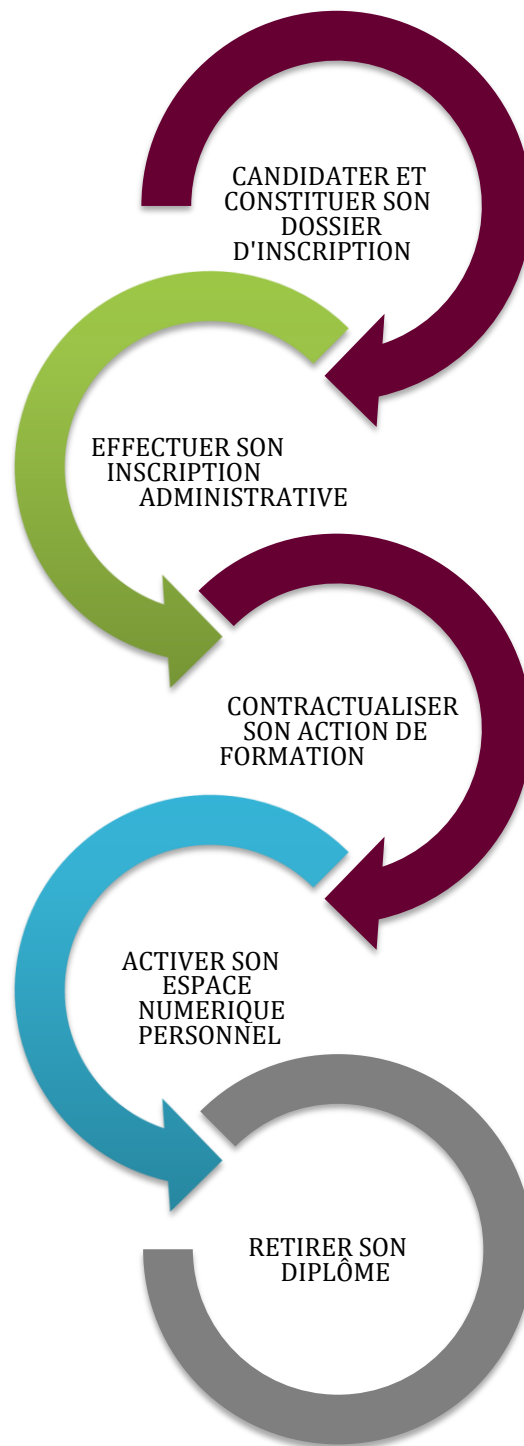 CANDIDATER ET
CONSTITUER SON
DOSSIER
D'INSCRIPTION
EFFECTUER SON
INSCRIPTION
ADMINISTRATIVE
CONTRACTUALISER
SON ACTION DE
FORMATION
ACTIVER SON
ESPACE
NUMERIQUE
PERSONNEL
RETIRER SON
DIPLÔME